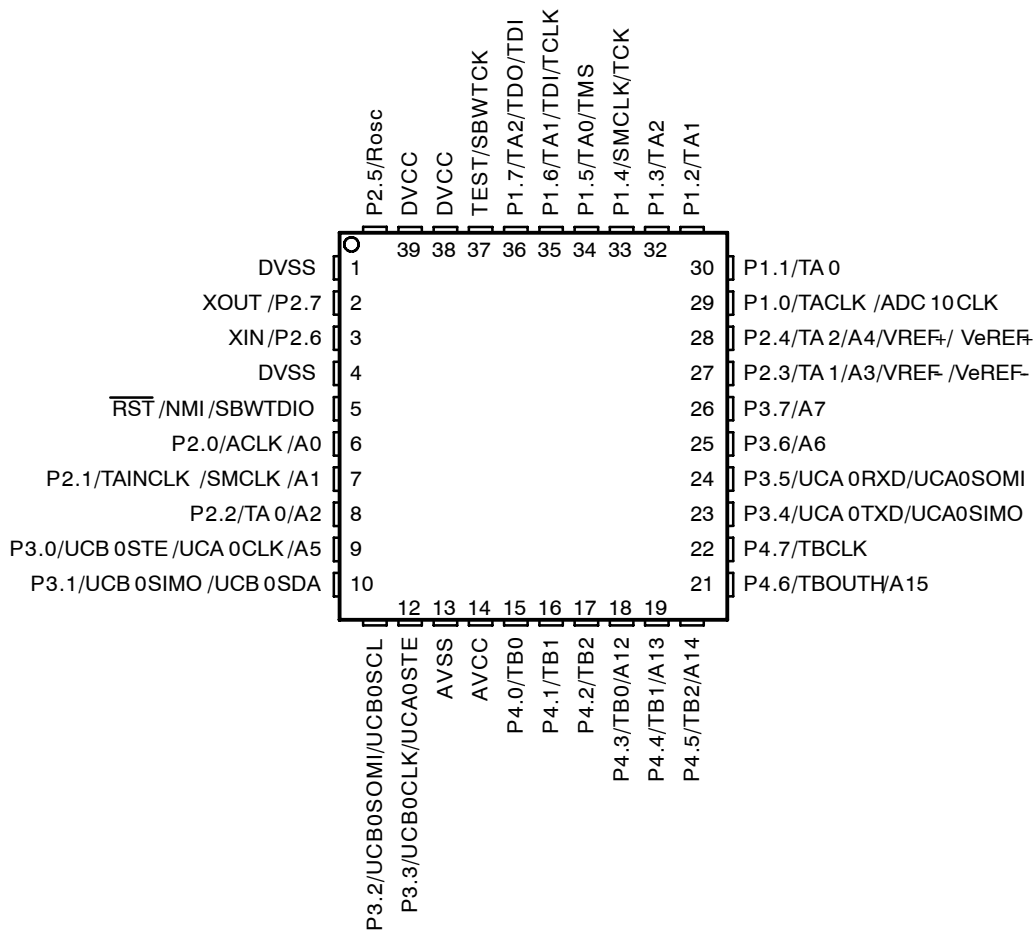 P2.5/Rosc
DVCC
DVCC
TEST/SBWTCK
P1.7/TA2/TDO/TDI
P1.6/TA1/TDI/TCLK
P1.5/TA0/TMS
P1.4/SMCLK/TCK
P1.3/TA2
P1.2/TA1
39 38 37 36 35 34 33 32
DVSS 1
XOUT /P2.7 2
XIN /P2.6 3
DVSS 4
RST /NMI /SBWTDIO 5
P2.0/ACLK /A0 6
P2.1/TAINCLK /SMCLK /A1 7
P2.2/TA 0/A2 8
P3.0/UCB 0STE /UCA 0CLK /A5 9
P3.1/UCB 0SIMO /UCB 0SDA 10
30 P1.1/TA 0
29 P1.0/TACLK /ADC 10 CLK
28 P2.4/TA 2/A4/VREF+/ VeREF+
27 P2.3/TA 1/A3/VREF- /VeREF-
26 P3.7/A7
25 P3.6/A6
24 P3.5/UCA 0RXD/UCA0SOMI
23 P3.4/UCA 0TXD/UCA0SIMO
22 P4.7/TBCLK
21 P4.6/TBOUTH/A15
12 13 14 15 16 17 18 19
P3.2/UCB0SOMI/UCB0SCL
P3.3/UCB0CLK/UCA0STE
AVSS
AVCC
P4.0/TB0
P4.1/TB1
P4.2/TB2
P4.3/TB0/A12
P4.4/TB1/A13
P4.5/TB2/A14